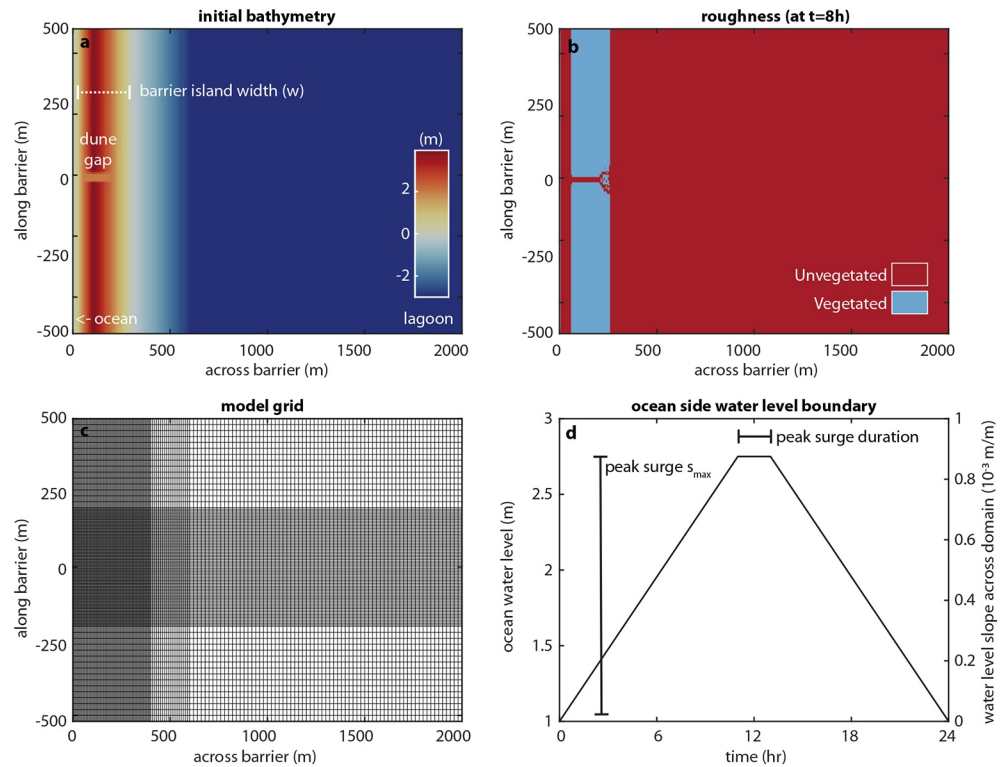 initial bathymetry
a
500
250
0
-250
-500
along barrier (m)
barrier island width (w)
dune
gap
(m)
2
0
-2
<- ocean
lagoon
0
500
1000
1500
2000
across barrier (m)
roughness (at t=8h)
b
500
250
0
-250
-500
along barrier (m)
Unvegetated
Vegetated
0
500
1000
1500
2000
across barrier (m)
model grid
c
500
250
0
-250
-500
along barrier (m)
0
500
1000
1500
2000
across barrier (m)
ocean side water level boundary
d
3
2.5
2
1.5
1
ocean water level (m)
peak surge duration
peak surge smax
1
0.8
0.6
0.4
0.2
0
water level slope across domain (10-3 m/m)
0
6
12
18
24
time (hr)